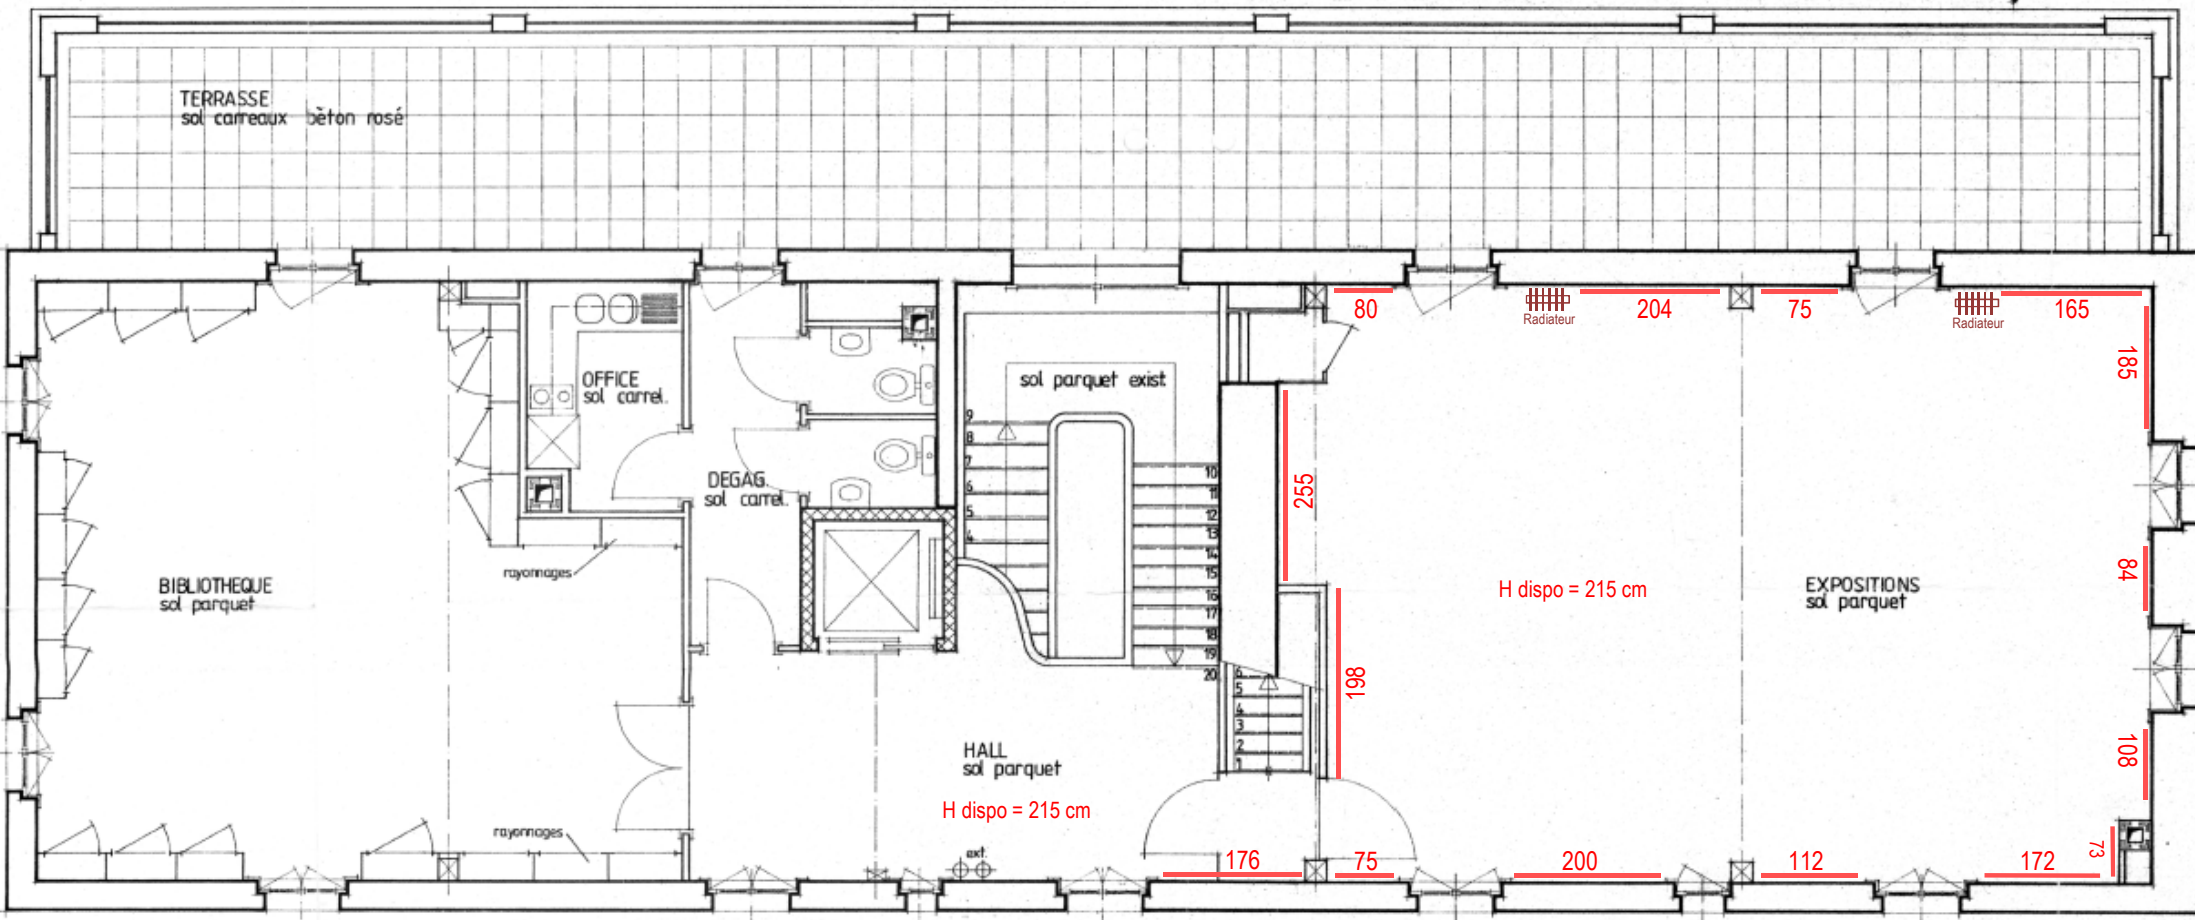 TERRASSE
sol carreaux béton rosé
80
Radiateur
204
75
Radiateur
165
185
OFFICE
sol carrel.
sol parquet exist
9
8
7
6
5
4
10
11
12
13
14
15
16
17
18
19
20
DEGAG.
sol carrel.
255
rayonnages
BIBLIOTHEQUE
sol parquet
H dispo = 215 cm
EXPOSITIONS
sol parquet
84
198
6
5
4
3
2
1
HALL
sol parquet
108
H dispo = 215 cm
rayonnages
ext.
176
75
200
112
172
73